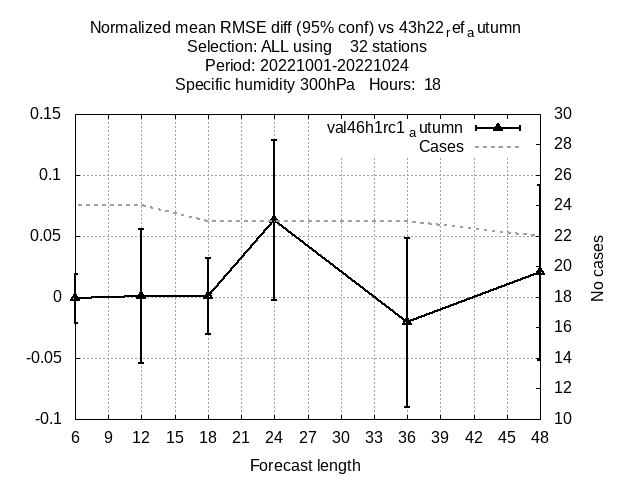 Normalized mean RMSE diff (95% conf) vs 43h22refautumn
Selection: ALL using 32 stations
Period: 20221001-20221024
Specific humidity 300hPa Hours: 18
0.15
0.1
0.05
0
-0.05
-0.1
30
28
26
24
22
20
18
16
14
12
10
val46h1rc1autumn
Cases
No cases
6 9 12 15 18 21 24 27 30 33 36 39 42 45 48
Forecast length